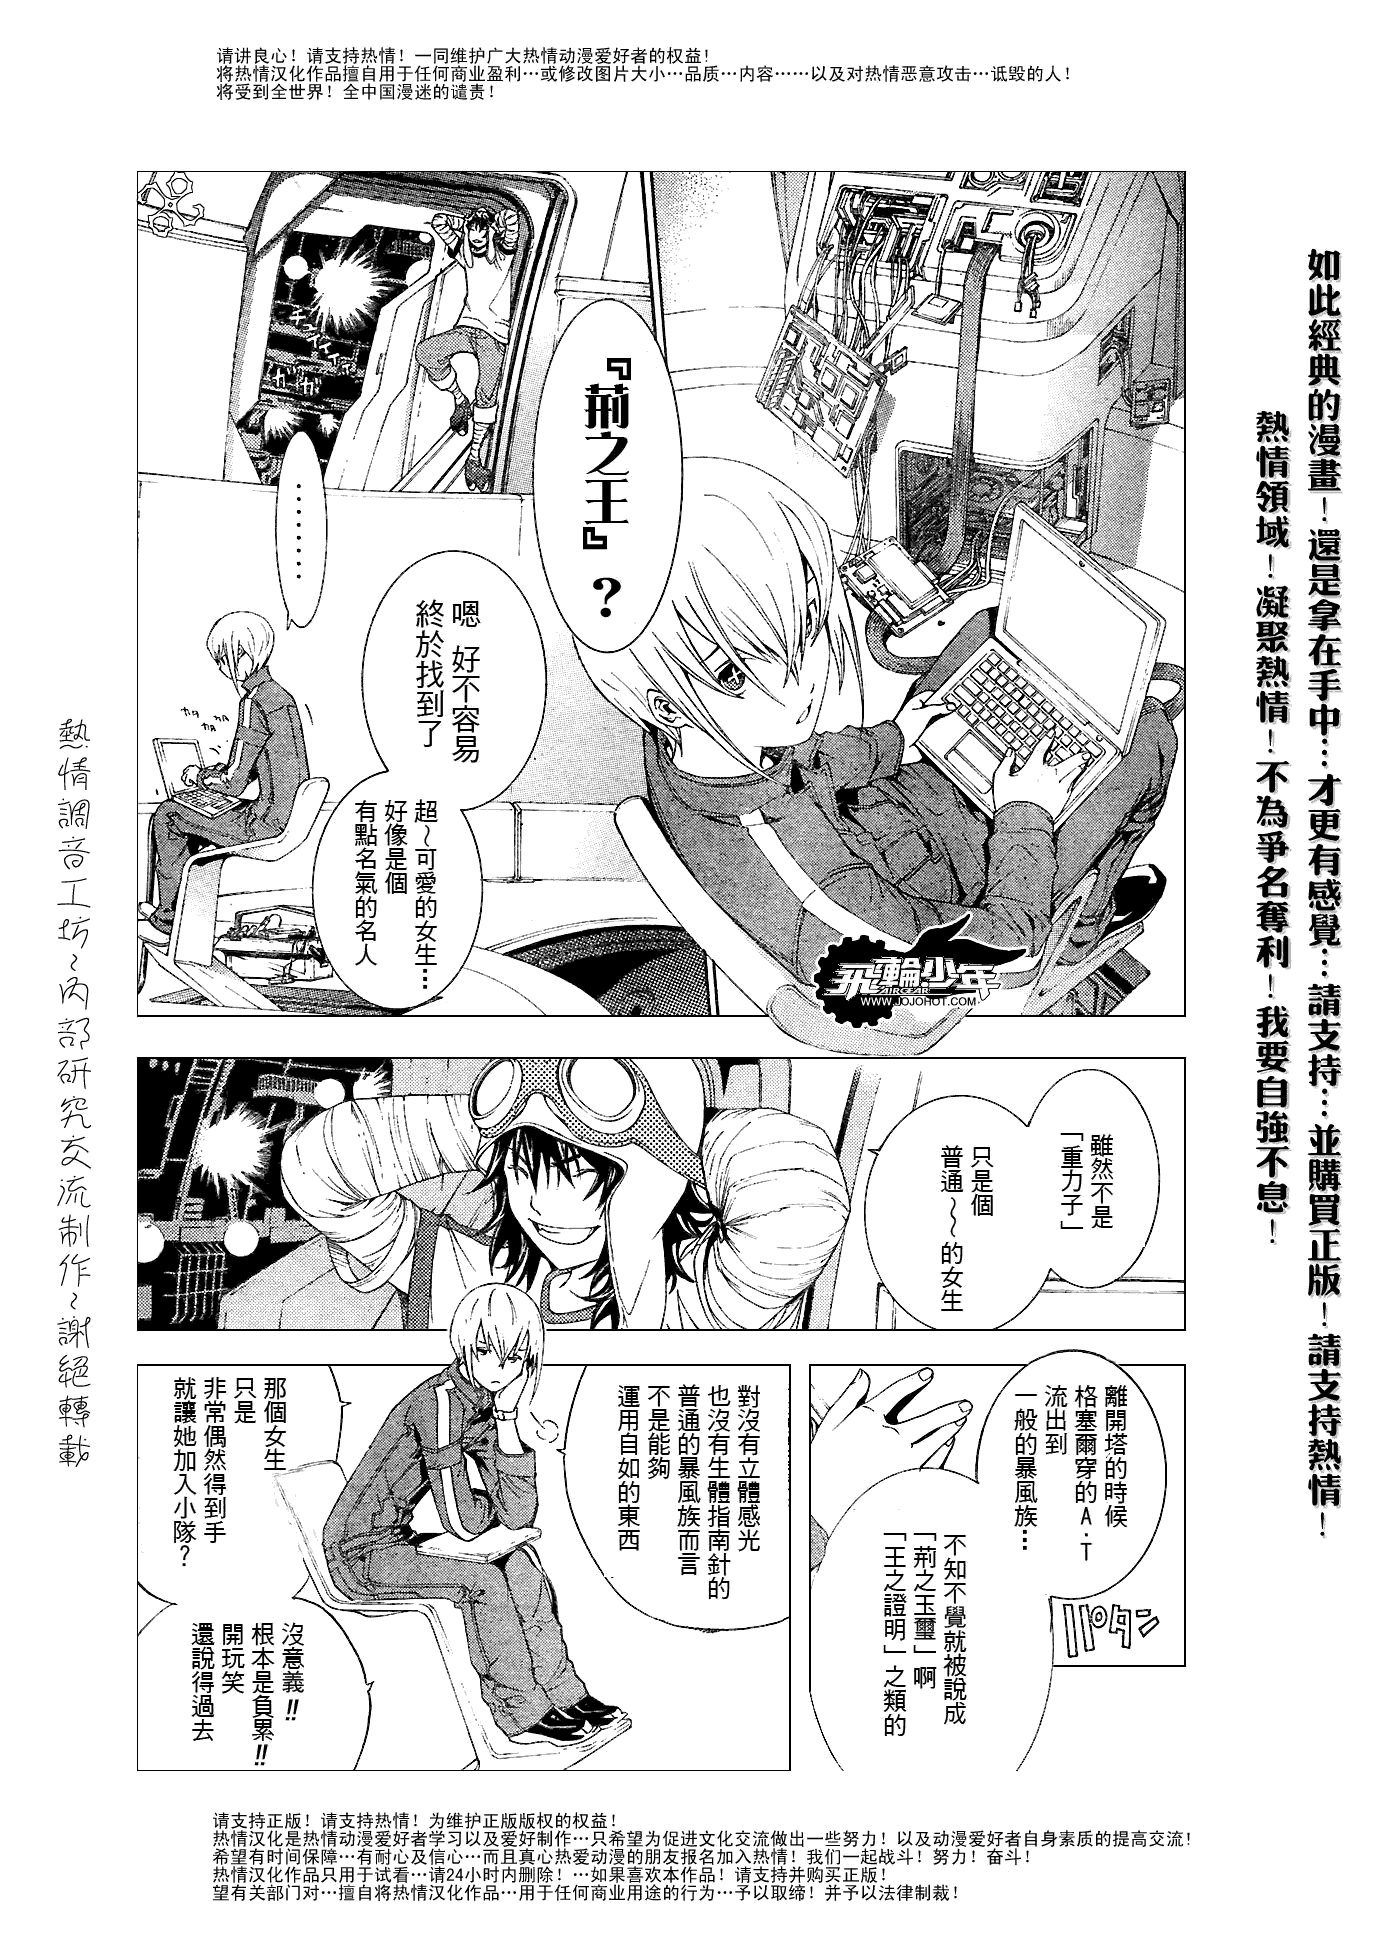 请讲良心！请支持热情！一同维护广大热情动漫爱好者的权益！
将热情汉化作品擅自用于任何商业盈利…或修改图片大小…品质…内容……以及对热情恶意攻击…诋毁的人！
将受到全世界！全中国漫迷的谴责！
如此經典的漫畫！還是拿在手中…才更有感覺…請支持…並購買正版！請支持熱情！
熱情領域！凝聚熱情！不為爭名奪利！我要自強不息！
『荊之王』？
嗯 好不容易
終於找到了
超～可愛的女生…
好像是個
有點名氣的名人
………
チュイイイィ
ガガ
カタ
カタ
カタ
飛輪少年
AIRGEAR
WWW.JOJOHOT.COM
雖然不是
「重力子」
只是個
普通～～的女生
離開塔的時候
格塞爾穿的A.T
流出到
一般的暴風族…
不知不覺就被說成
「荊之玉璽」啊
「王之證明」之類的
パタン
對沒有立體感光
也沒有生體指南針的
普通的暴風族而言
不是能夠
運用自如的東西
那個女生
只是
非常偶然得到手
就讓她加入小隊？
沒意義!!
根本是負累!!
開玩笑
還說得過去
熱情調音工坊～內部研究交流制作～謝絕轉載
请支持正版！请支持热情！为维护正版版权的权益！
热情汉化是热情动漫爱好者学习以及爱好制作…只希望为促进文化交流做出一些努力！以及动漫爱好者自身素质的提高交流！
希望有时间保障…有耐心及信心…而且真心热爱动漫的朋友报名加入热情！我们一起战斗！努力！奋斗！
热情汉化作品只用于试看…请24小时内删除！…如果喜欢本作品！请支持并购买正版！
望有关部门对…擅自将热情汉化作品…用于任何商业用途的行为…予以取缔！并予以法律制裁！